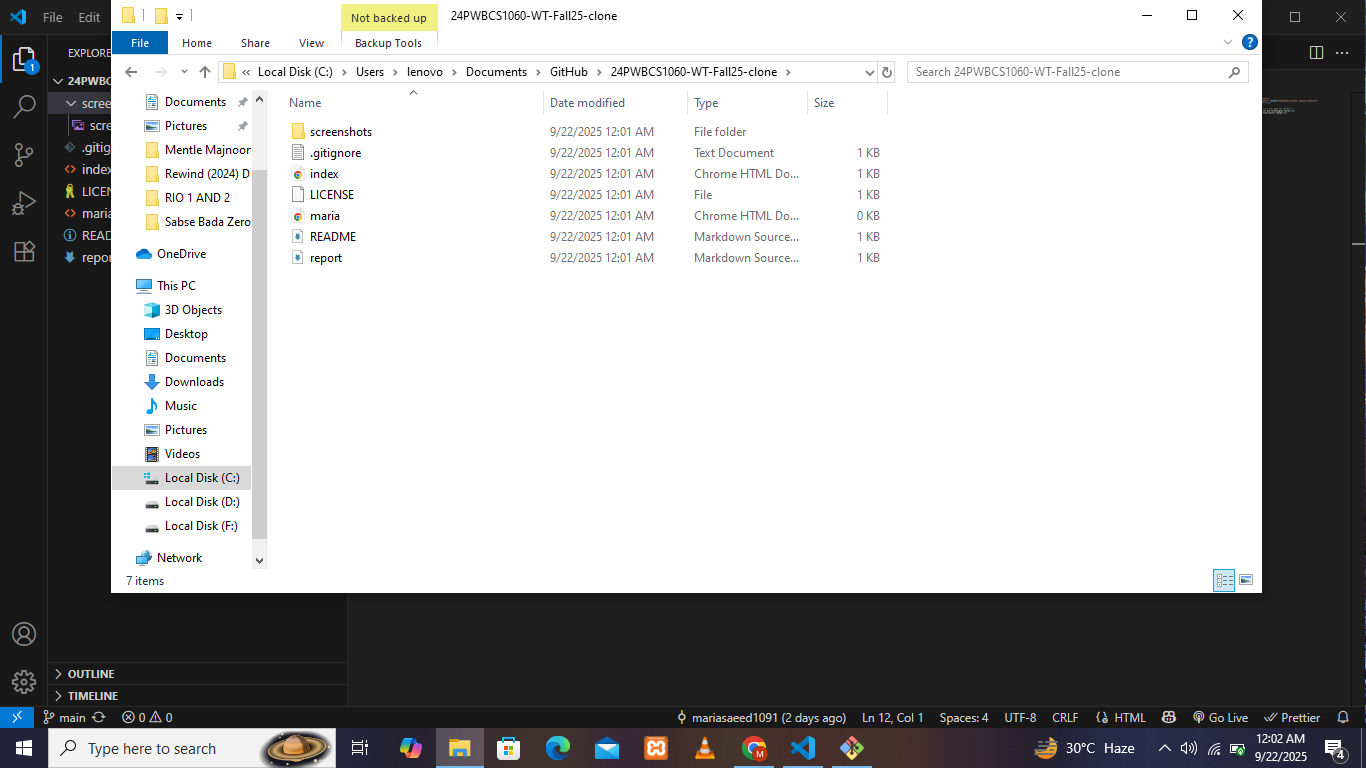 File Edit
Not backed up
24PWBCS1060-WT-Fall25-clone
File Home Share View Backup Tools
EXPLORE
Local Disk (C:) Users lenovo Documents GitHub 24PWBCS1060-WT-Fall25-clone
Search 24PWBCS1060-WT-Fall25-clone
24PWBC
scree
scre
.gitig
index
LICEN
maria
READ
repor
Documents
Pictures
Mentle Majnoon
Rewind (2024) D
RIO 1 AND 2
Sabse Bada Zero
OneDrive
This PC
3D Objects
Desktop
Documents
Downloads
Music
Pictures
Videos
Local Disk (C:)
Local Disk (D:)
Local Disk (F:)
Network
Name Date modified Type Size
screenshots 9/22/2025 12:01 AM File folder
.gitignore 9/22/2025 12:01 AM Text Document 1 KB
index 9/22/2025 12:01 AM Chrome HTML Do... 1 KB
LICENSE 9/22/2025 12:01 AM File 1 KB
maria 9/22/2025 12:01 AM Chrome HTML Do... 0 KB
README 9/22/2025 12:01 AM Markdown Source... 1 KB
report 9/22/2025 12:01 AM Markdown Source... 1 KB
7 items
OUTLINE
TIMELINE
main 0 0 mariasaeed1091 (2 days ago) Ln 12, Col 1 Spaces: 4 UTF-8 CRLF HTML Go Live Prettier
Type here to search
30°C Haze
12:02 AM
9/22/2025
4